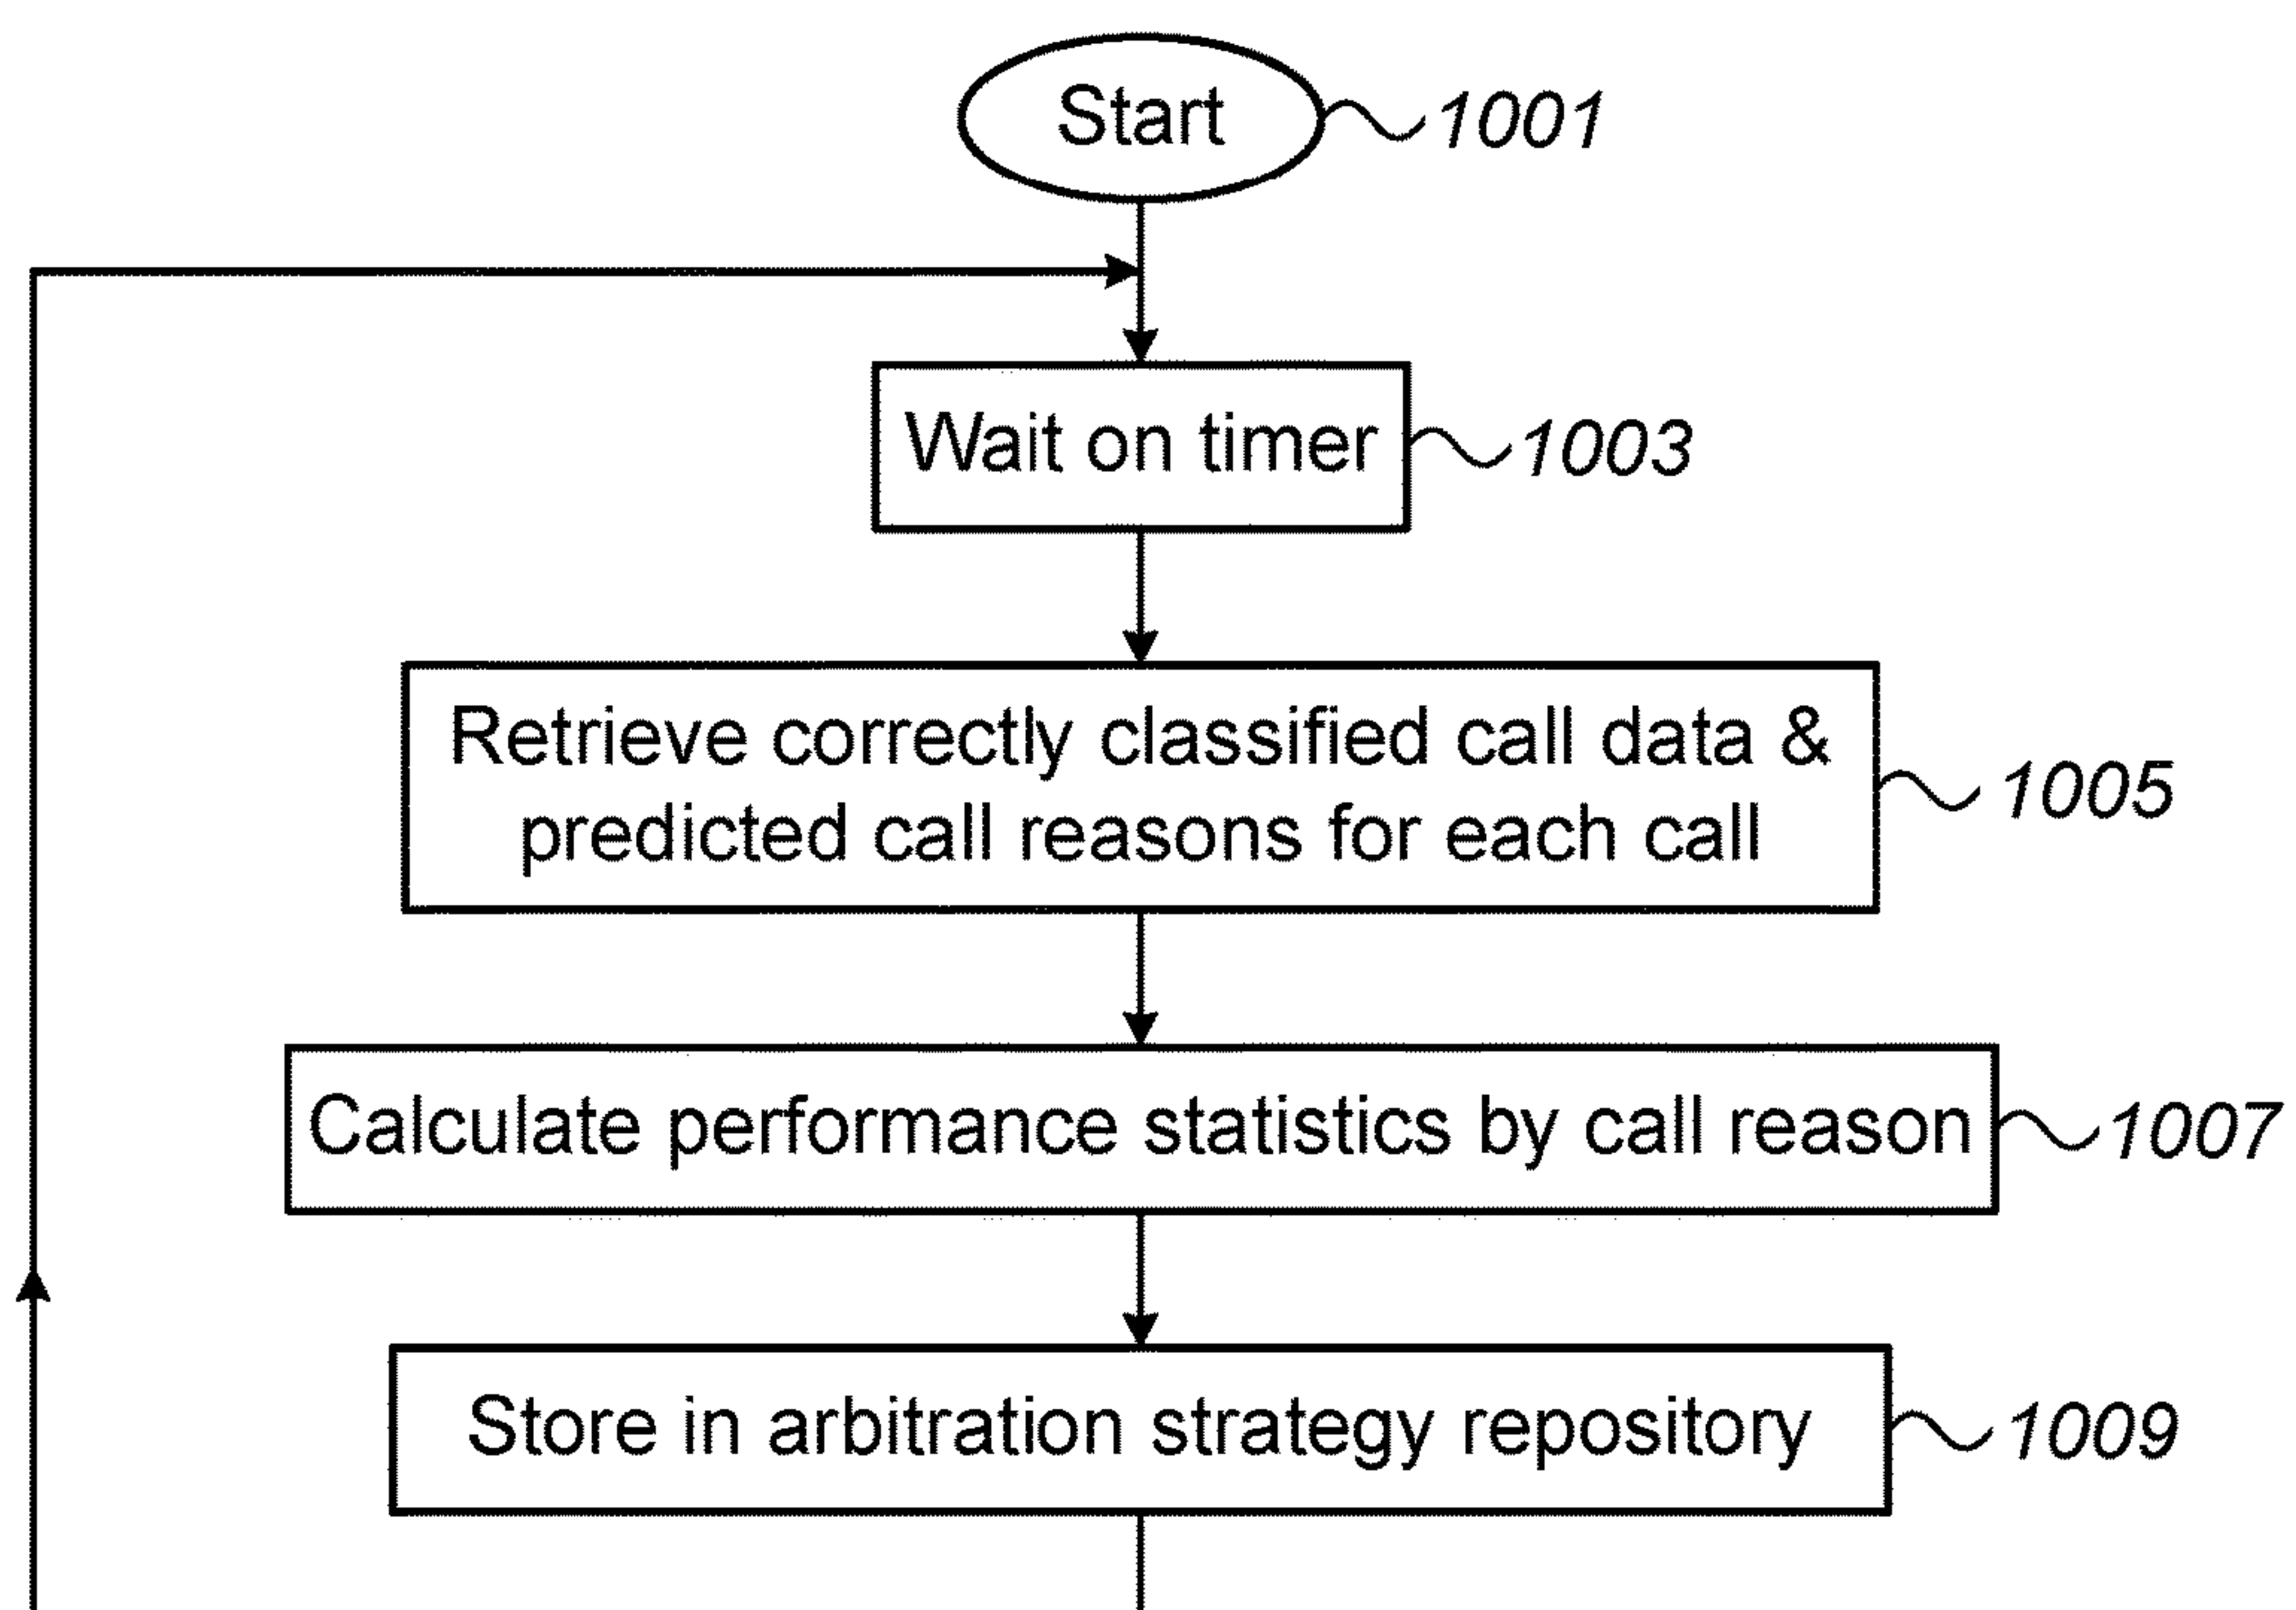 Start
1001
Wait on timer
1003
Retrieve correctly classified call data &
predicted call reasons for each call
1005
Calculate performance statistics by call reason
1007
Store in arbitration strategy repository
1009